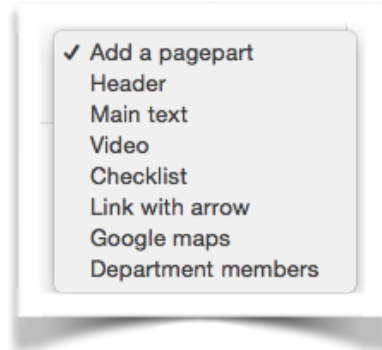 ✓ Add a pagepart
Header
Main text
Video
Checklist
Link with arrow
Google maps
Department members